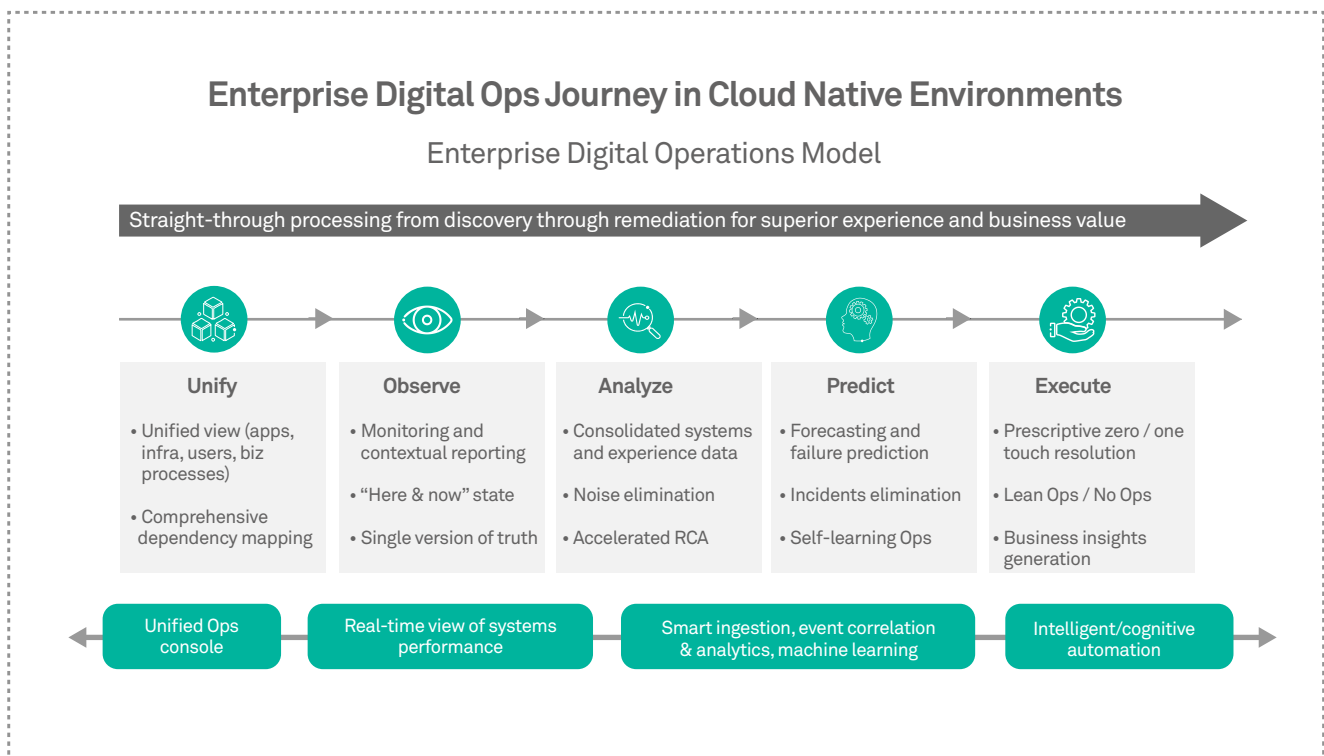 Enterprise Digital Ops Journey in Cloud Native Environments
Enterprise Digital Operations Model
Straight-through processing from discovery through remediation for superior experience and business value
Unify
• Unified view (apps,
infra, users, biz
processes)
• Comprehensive
dependency mapping
Observe
• Monitoring and
contextual reporting
• “Here & now” state
• Single version of truth
Analyze
• Consolidated systems
and experience data
• Noise elimination
• Accelerated RCA
Predict
• Forecasting and
failure prediction
• Incidents elimination
• Self-learning Ops
Execute
• Prescriptive zero / one
touch resolution
• Lean Ops / No Ops
• Business insights
generation
Unified Ops
console
Real-time view of systems
performance
Smart ingestion, event correlation
& analytics, machine learning
Intelligent/cognitive
automation